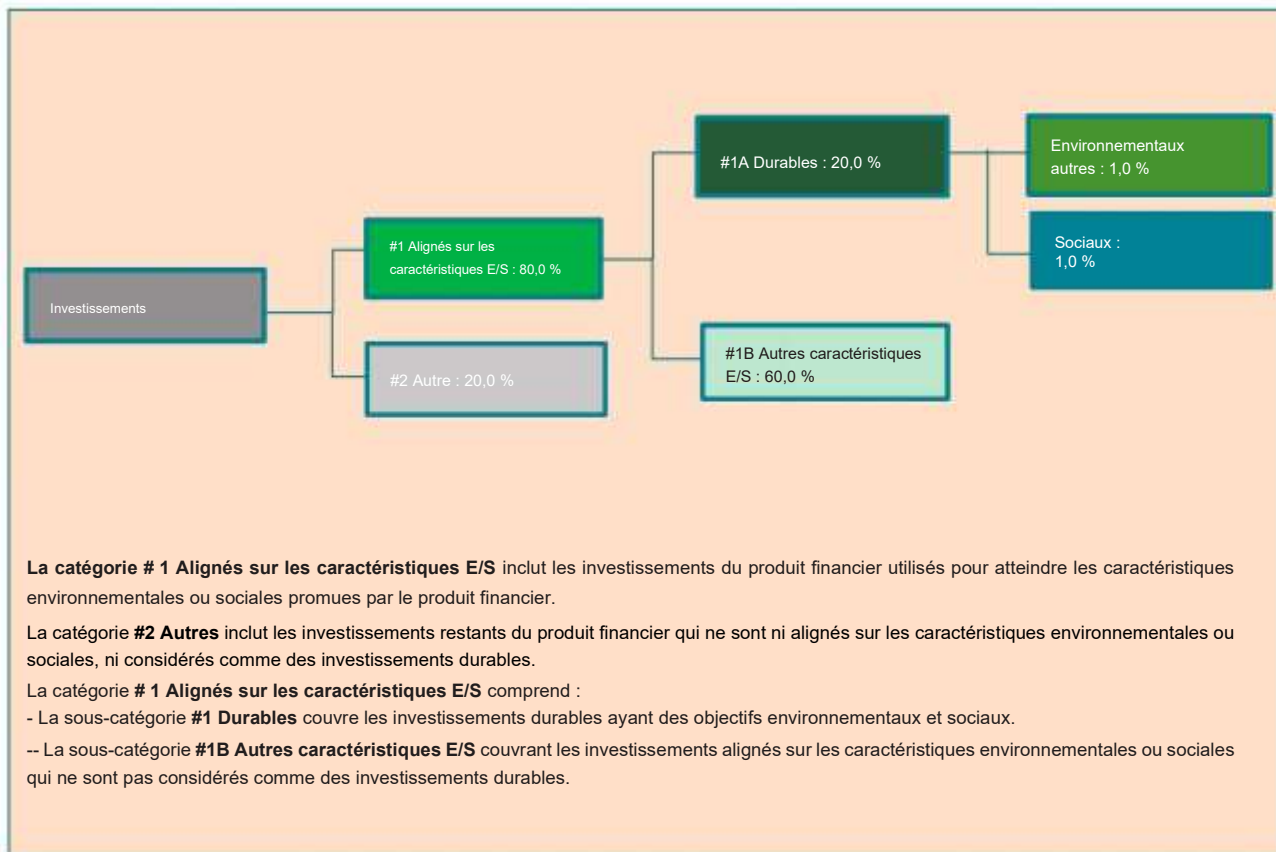 #1A Durables : 20,0 %
Environnementaux
autres : 1,0 %
#1 Alignés sur les
caractéristiques E/S : 80,0 %
Sociaux :
1,0 %
Investissements
#2 Autre : 20,0 %
#1B Autres caractéristiques
E/S : 60,0 %
La catégorie # 1 Alignés sur les caractéristiques E/S inclut les investissements du produit financier utilisés pour atteindre les caractéristiques
environnementales ou sociales promues par le produit financier.
La catégorie #2 Autres inclut les investissements restants du produit financier qui ne sont ni alignés sur les caractéristiques environnementales ou
sociales, ni considérés comme des investissements durables.
La catégorie # 1 Alignés sur les caractéristiques E/S comprend :
- La sous-catégorie #1 Durables couvre les investissements durables ayant des objectifs environnementaux et sociaux.
-- La sous-catégorie #1B Autres caractéristiques E/S couvrant les investissements alignés sur les caractéristiques environnementales ou sociales
qui ne sont pas considérés comme des investissements durables.